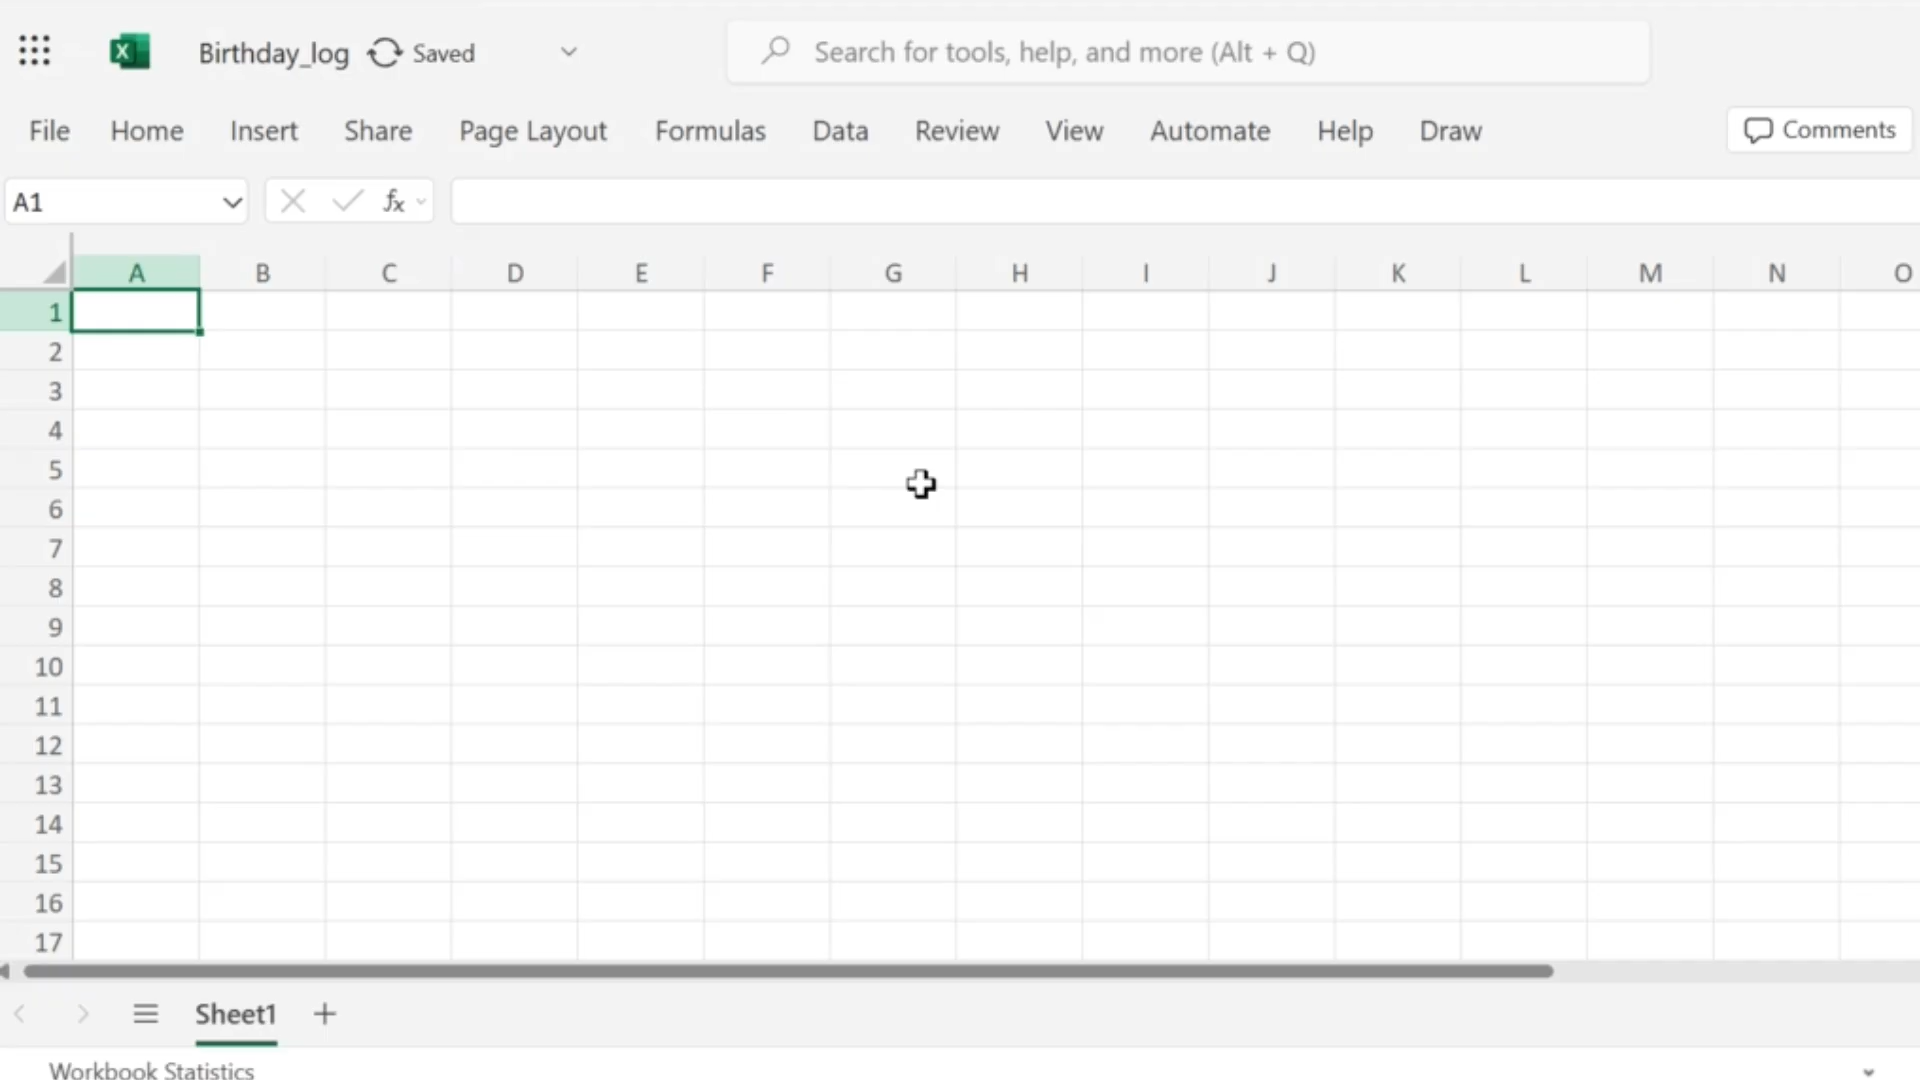 Birthday_log Saved Search for tools, help, and more (Alt + Q)
File Home Insert Share Page Layout Formulas Data Review View Automate Help Draw Comments
A1 fx
A B C D E F G H I J K L M N O
1
2
3
4
5
6
7
8
9
10
11
12
13
14
15
16
17
Sheet1
Workbook Statistics